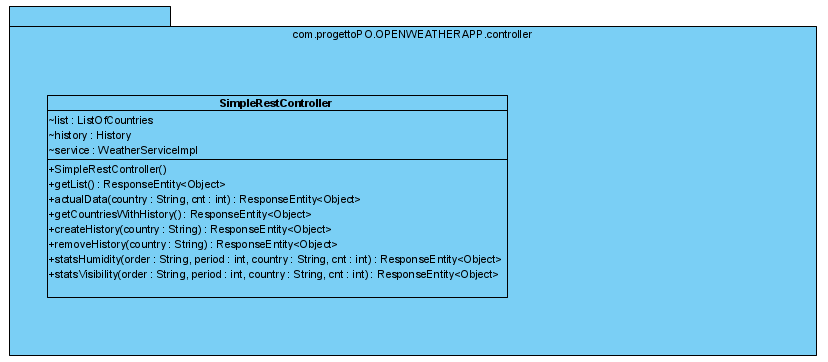 com.progettoPO.OPENWEATHERAPP.controller
SimpleRestController
~list : ListOfCountries
~history : History
~service : WeatherServiceImpl
+SimpleRestController()
+getList() : ResponseEntity<Object>
+actualData(country : String, cnt : int) : ResponseEntity<Object>
+getCountriesWithHistory() : ResponseEntity<Object>
+createHistory(country : String) : ResponseEntity<Object>
+removeHistory(country : String) : ResponseEntity<Object>
+statsHumidity(order : String, period : int, country : String, cnt : int) : ResponseEntity<Object>
+statsVisibility(order : String, period : int, country : String, cnt : int) : ResponseEntity<Object>